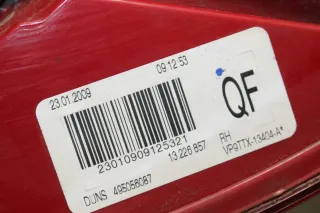 23.01.2009 09:12:53
QF
23010909125321
13 226 857
RH
VP9TTX-13404-A*
DUNS 495056087